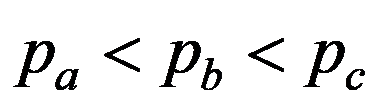 p_a < p_b < p_c